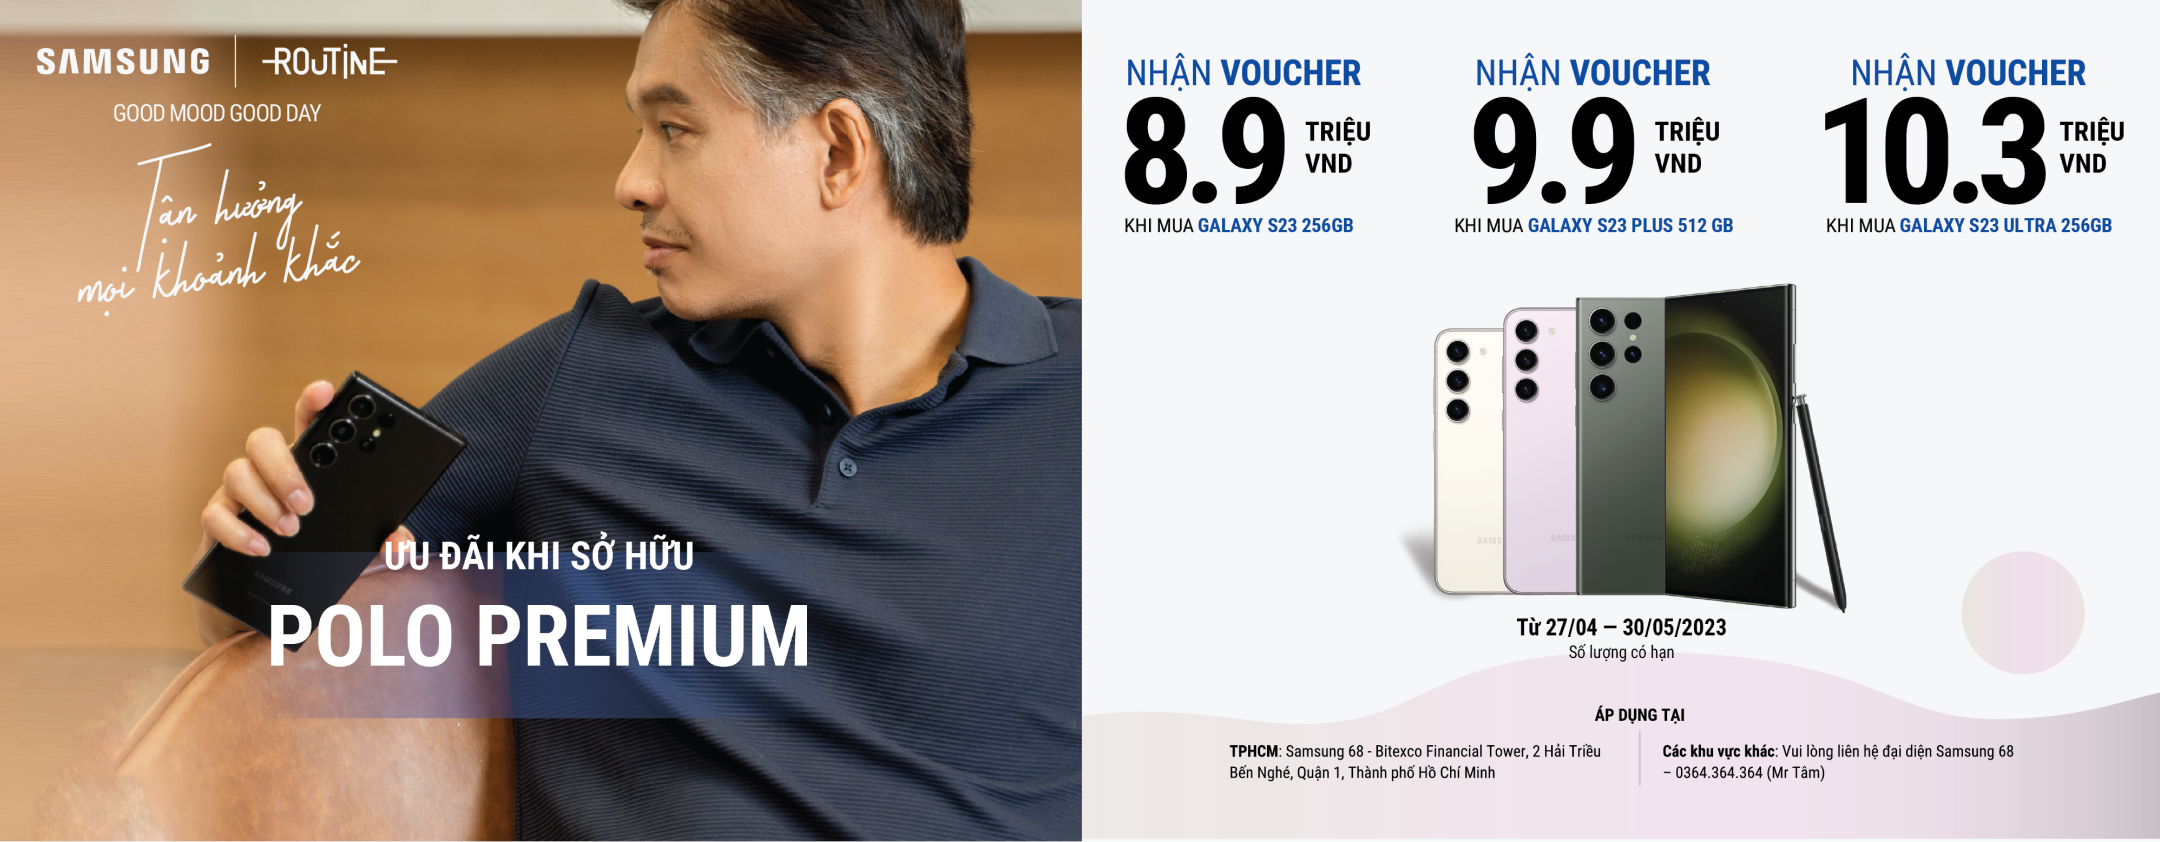 SAMSUNG | ROUTINE
GOOD MOOD GOOD DAY
Tận hưởng
mọi khoảnh khắc
ƯU ĐÃI KHI SỞ HỮU
POLO PREMIUM
NHẬN VOUCHER
8.9 TRIỆU
VND
KHI MUA GALAXY S23 256GB
NHẬN VOUCHER
9.9 TRIỆU
VND
KHI MUA GALAXY S23 PLUS 512 GB
NHẬN VOUCHER
10.3 TRIỆU
VND
KHI MUA GALAXY S23 ULTRA 256GB
SAMS
SAMS
SAMSUNG
Từ 27/04 – 30/05/2023
Số lượng có hạn
ÁP DỤNG TẠI
TPHCM: Samsung 68 - Bitexco Financial Tower, 2 Hải Triều
Bến Nghé, Quận 1, Thành phố Hồ Chí Minh
Các khu vực khác: Vui lòng liên hệ đại diện Samsung 68
– 0364.364.364 (Mr Tâm)